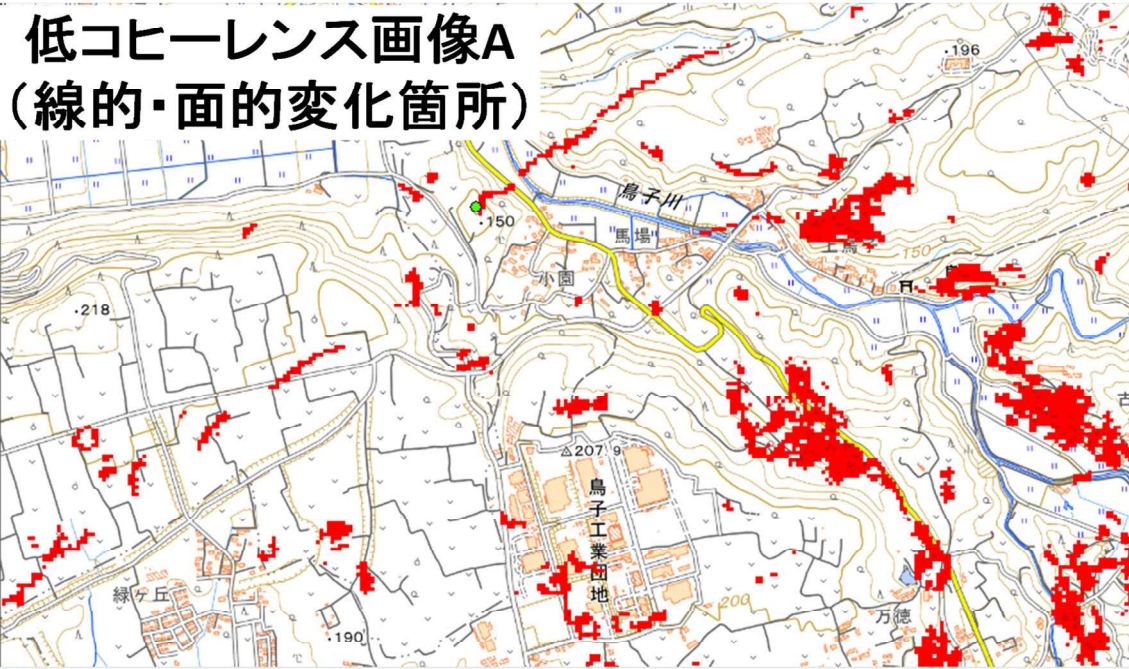 低コヒーレンス画像A
（線的・面的変化箇所）
・196
鳥子川
・150
馬場
小園
150
・218
△207 9
鳥子工業団地
緑ヶ丘
・190
200
万徳
古